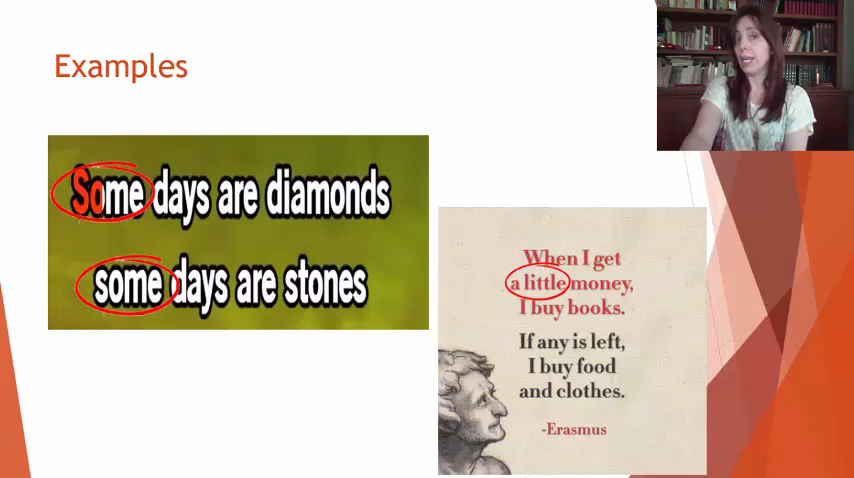 Examples
Some days are diamonds
some days are stones
When I get
a little money,
I buy books.
If any is left,
I buy food
and clothes.
-Erasmus